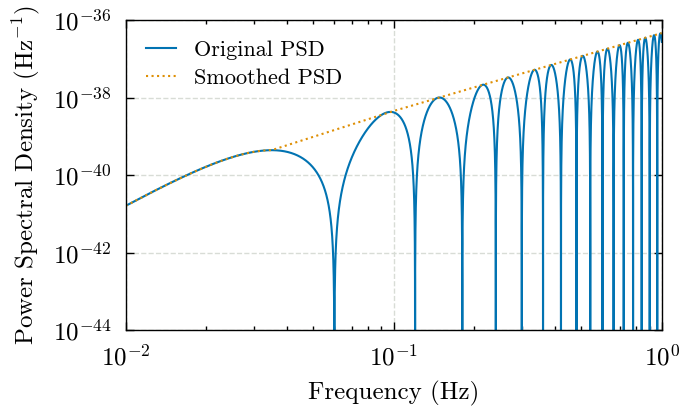 Power Spectral Density (Hz⁻¹)
10⁻³⁶
10⁻³⁸
10⁻⁴⁰
10⁻⁴²
10⁻⁴⁴
Original PSD
Smoothed PSD
10⁻² 10⁻¹ 10⁰
Frequency (Hz)